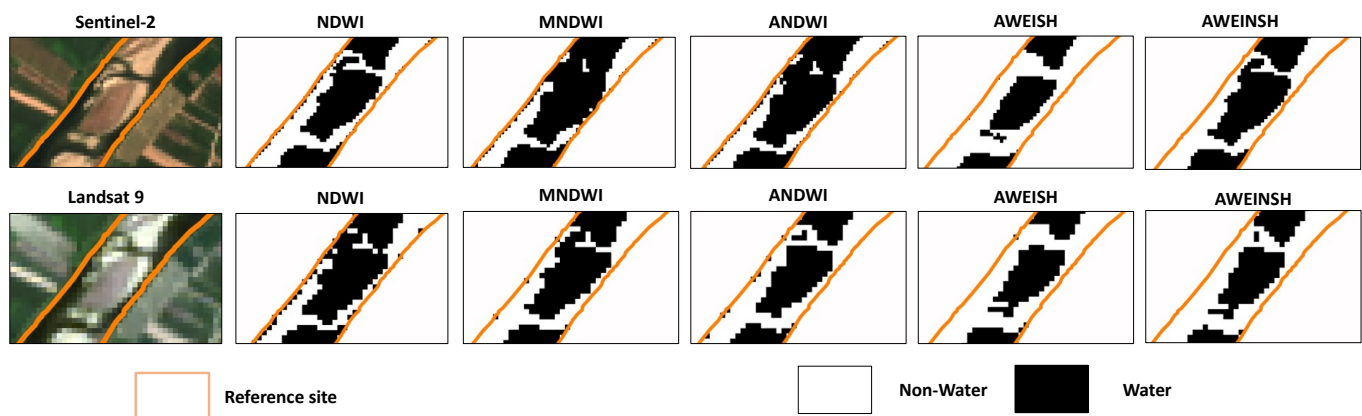 Sentinel-2 NDWI MNDWI ANDWI AWEISH AWEINSH
Landsat 9 NDWI MNDWI ANDWI AWEISH AWEINSH
Reference site Non-Water Water